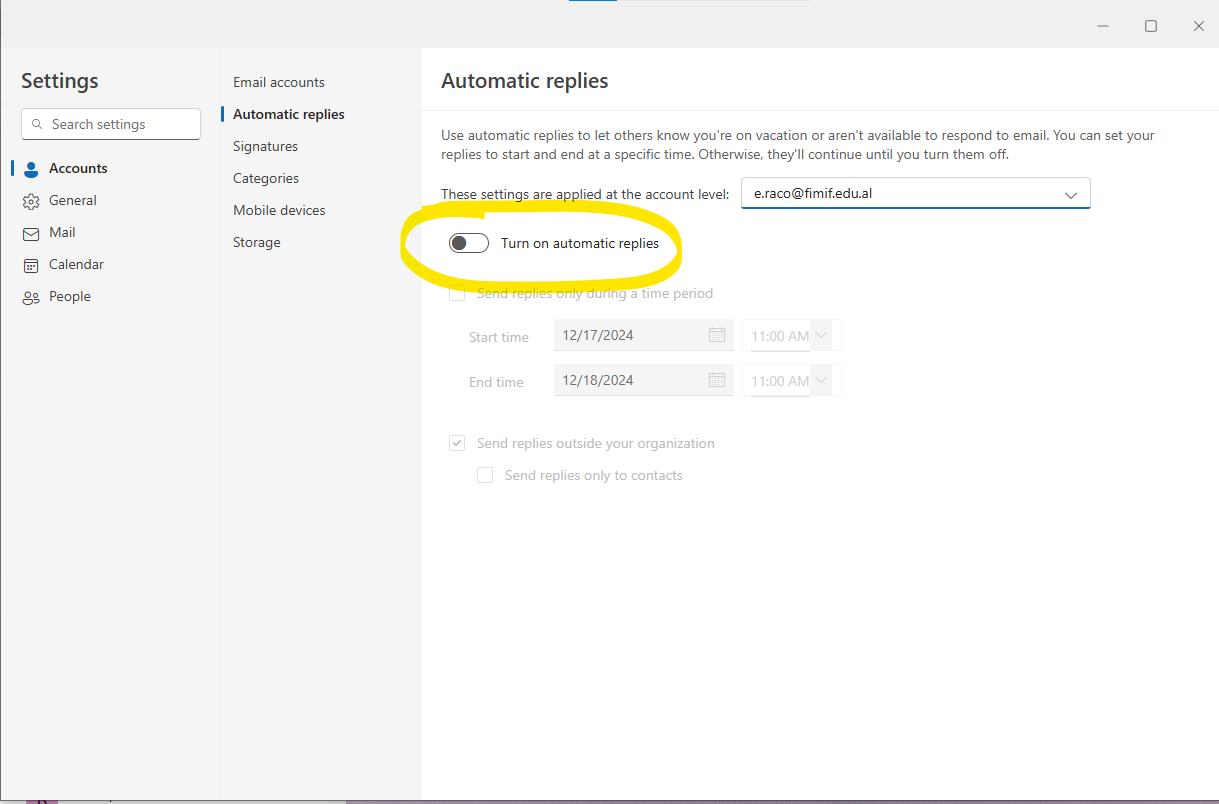 Settings
Search settings
Accounts
General
Mail
Calendar
People
Email accounts
Automatic replies
Signatures
Categories
Mobile devices
Storage
Automatic replies
Use automatic replies to let others know you're on vacation or aren't available to respond to email. You can set your
replies to start and end at a specific time. Otherwise, they'll continue until you turn them off.
These settings are applied at the account level: e.raco@fimif.edu.al
Turn on automatic replies
Send replies only during a time period
Start time 12/17/2024 11:00 AM
End time 12/18/2024 11:00 AM
Send replies outside your organization
Send replies only to contacts